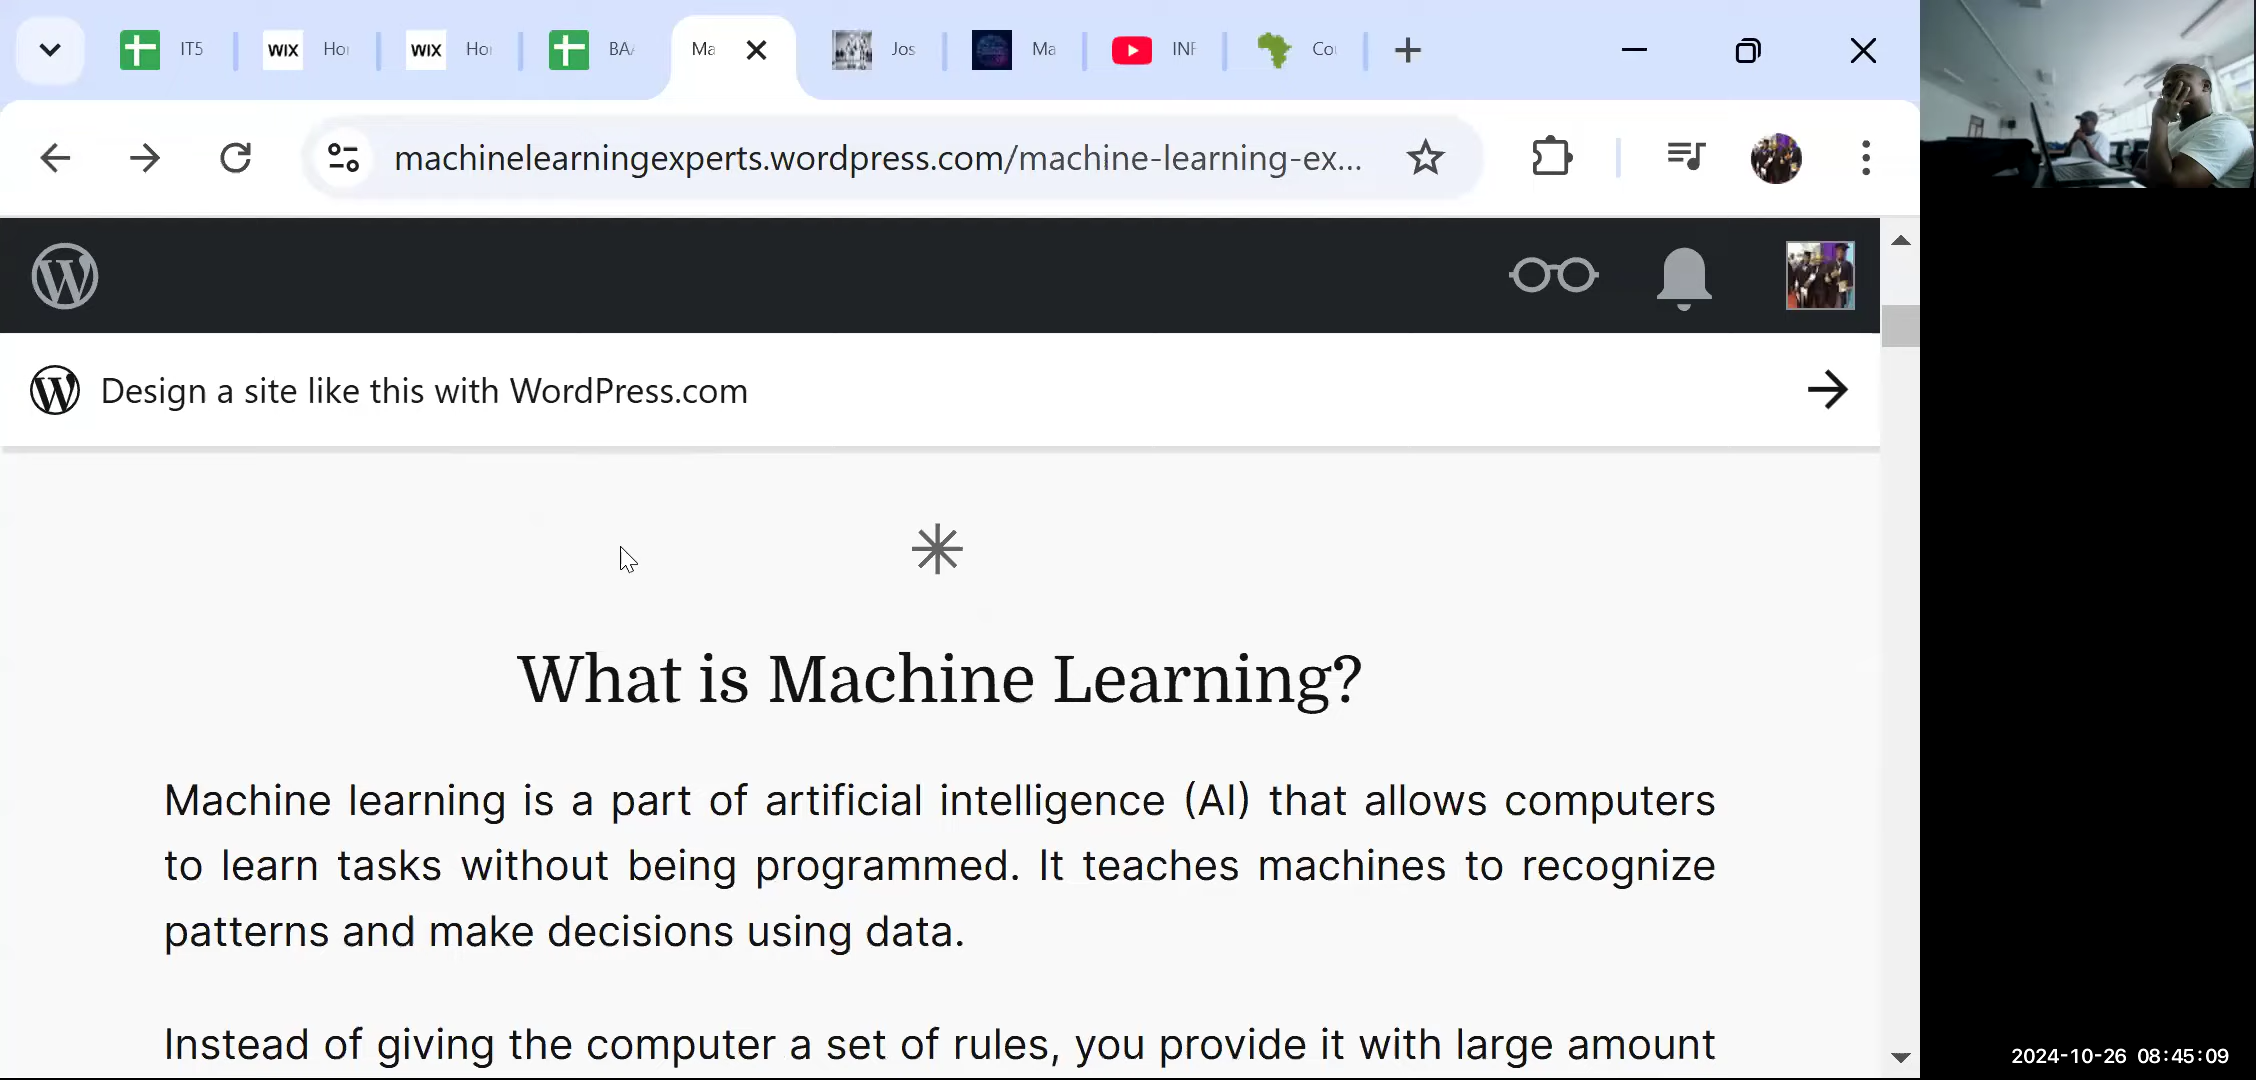 IT5
WIX
Ho
WIX
Ho
BA
Ma
Jos
Ma
INF
Co
machinelearningexperts.wordpress.com/machine-learning-ex...
Design a site like this with WordPress.com
What is Machine Learning?
Machine learning is a part of artificial intelligence (AI) that allows computers
to learn tasks without being programmed. It teaches machines to recognize
patterns and make decisions using data.
Instead of giving the computer a set of rules, you provide it with large amount
2024-10-26 08:45:09